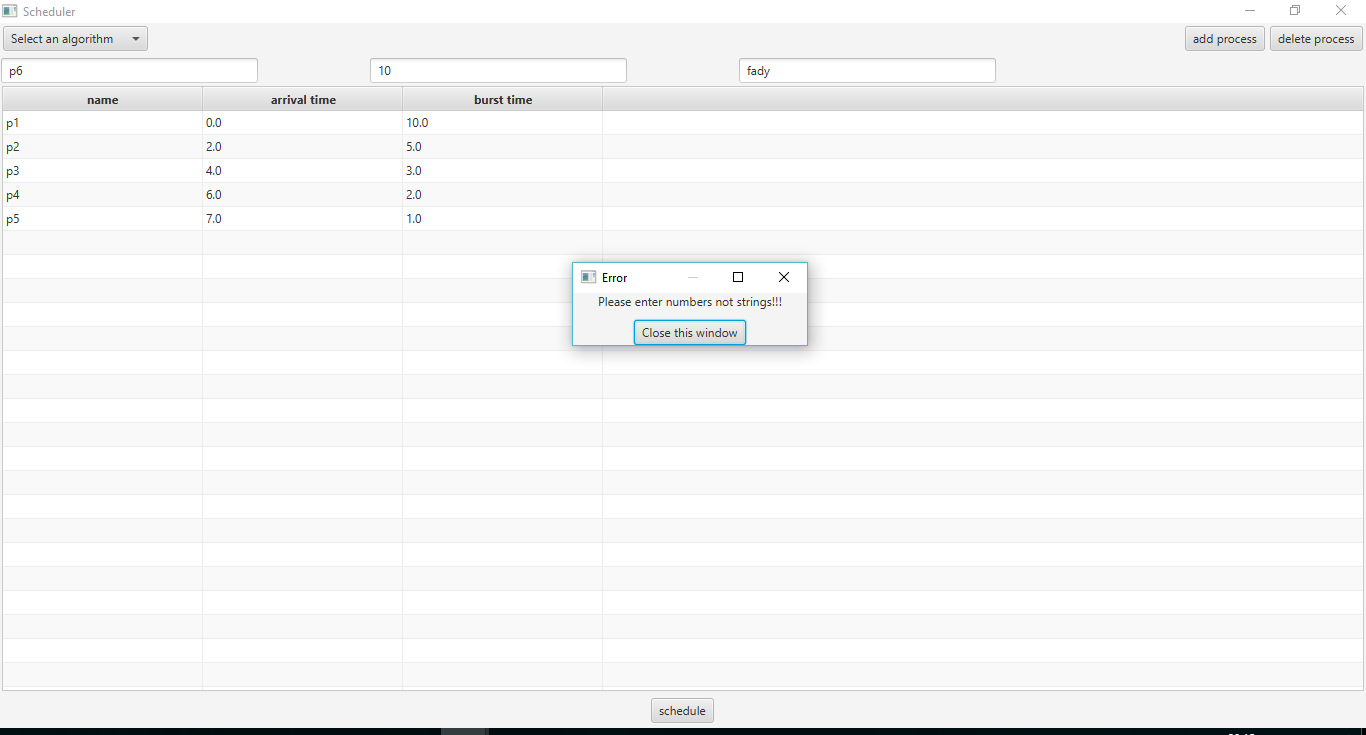 Scheduler
Select an algorithm
add process
delete process
p6
10
fady
name arrival time burst time
p1 0.0 10.0
p2 2.0 5.0
p3 4.0 3.0
p4 6.0 2.0
p5 7.0 1.0
Error
Please enter numbers not strings!!!
Close this window
schedule